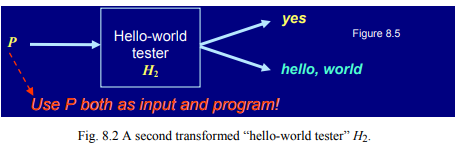 yes
Figure 8.5
P
Hello-world
tester
H₂
hello, world
Use P both as input and program!
Fig. 8.2 A second transformed “hello-world tester” H₂.